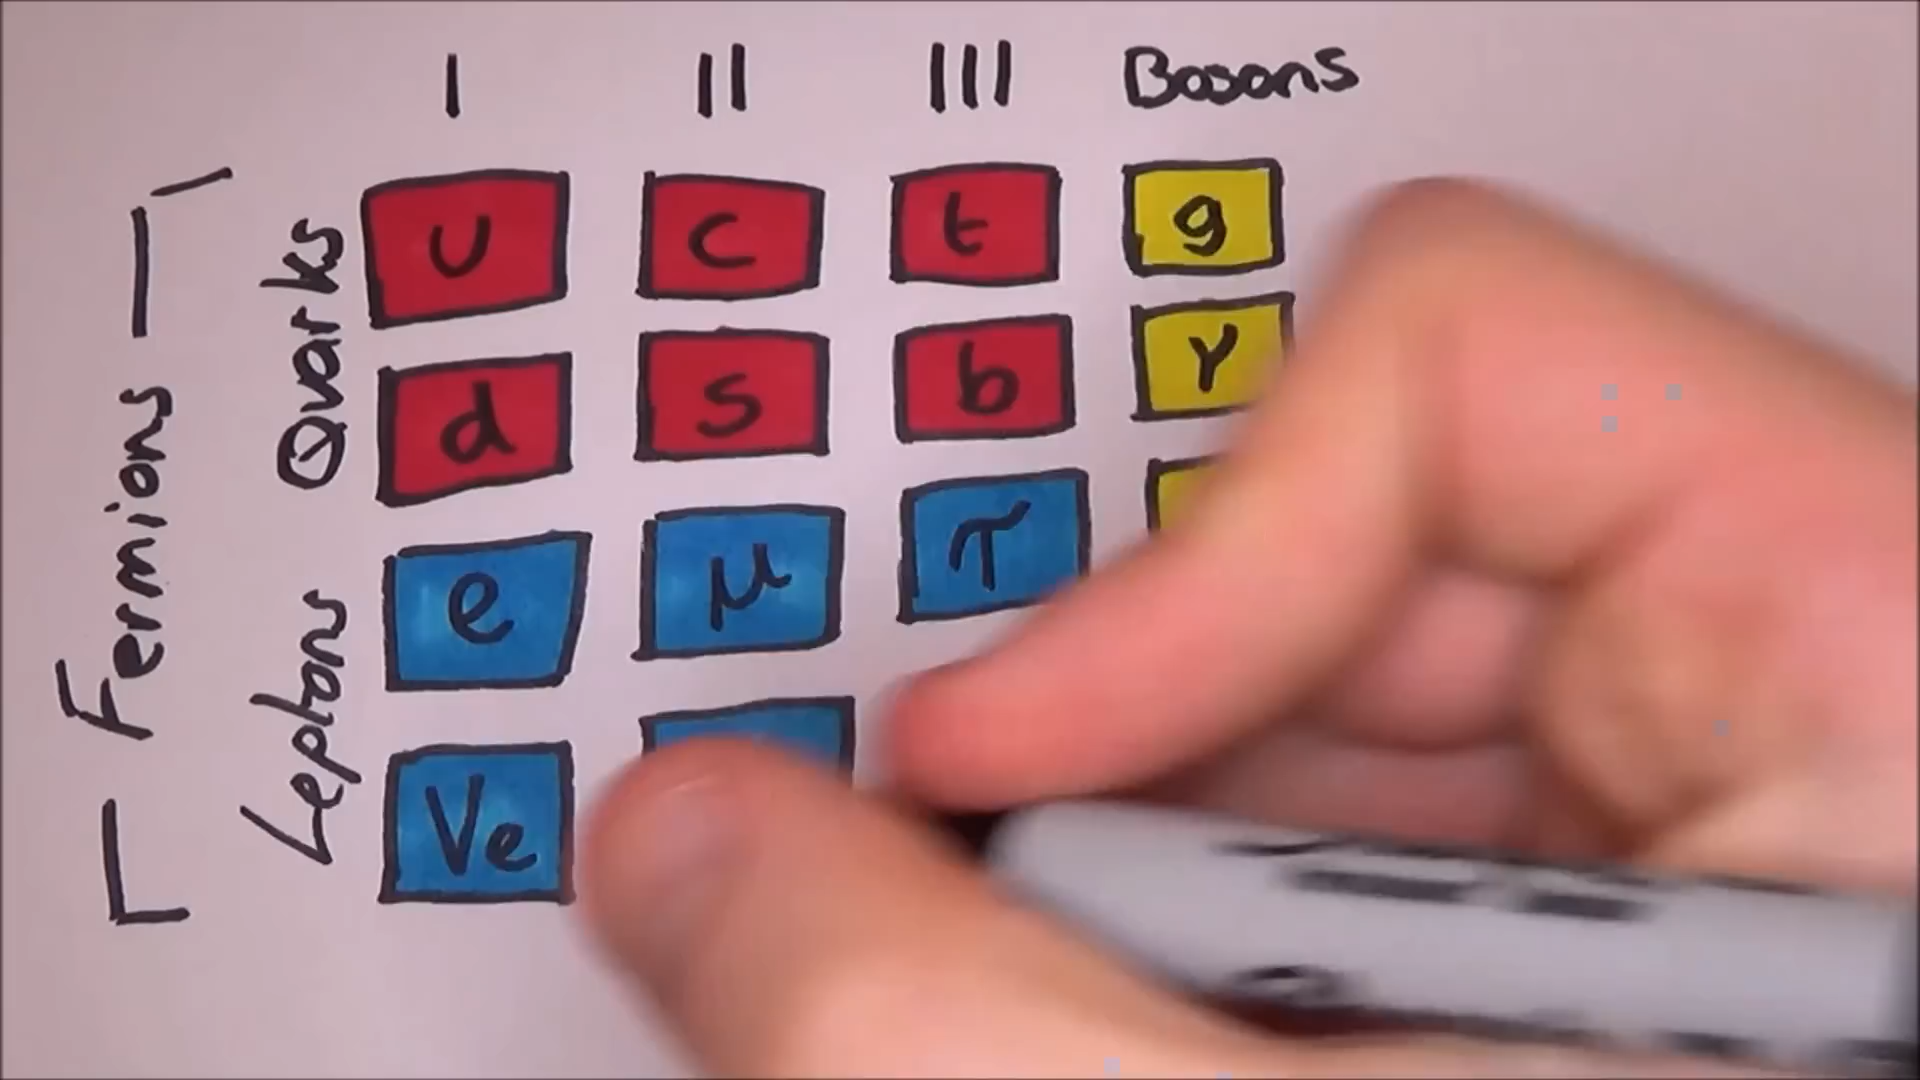 I II III Bosons
u c t g
d s b γ
e μ τ
Ve
Quarks
Leptons
Fermions